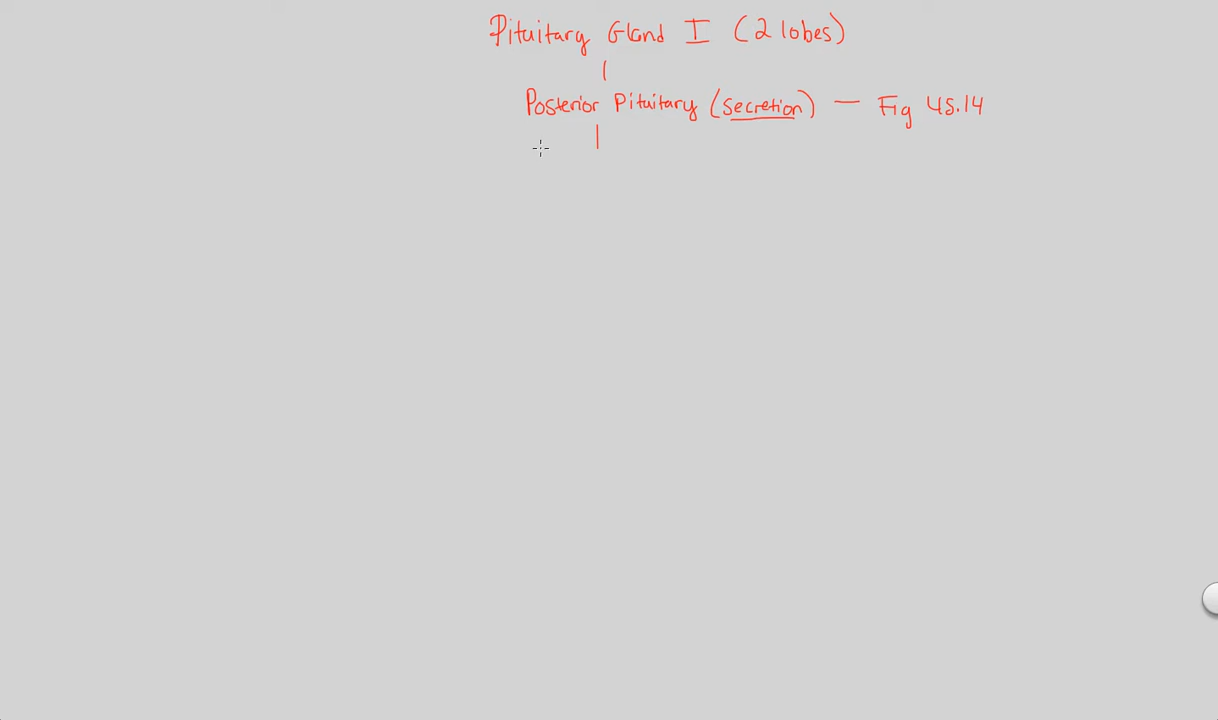 Pituitary Gland I (2 lobes)
Posterior Pituitary (secretion) — Fig 45.14